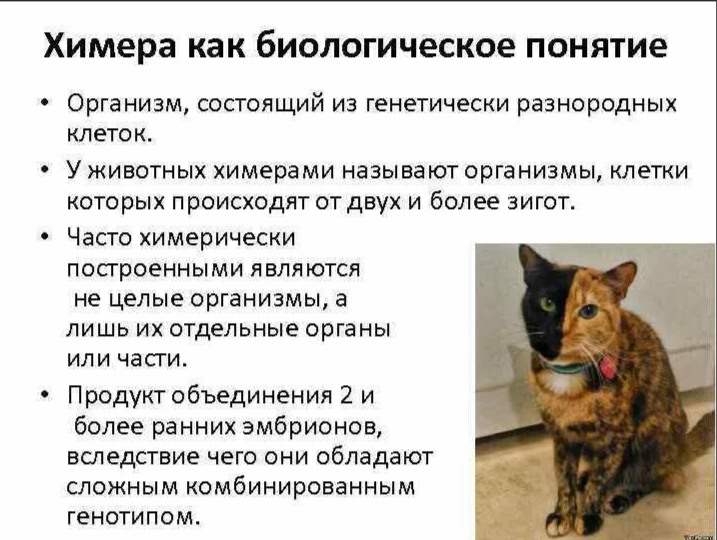 Химера как биологическое понятие
• Организм, состоящий из генетически разнородных
клеток.
• У животных химерами называют организмы, клетки
которых происходят от двух и более зигот.
• Часто химерически
построенными являются
не целые организмы, а
лишь их отдельные органы
или части.
• Продукт объединения 2 и
более ранних эмбрионов,
вследствие чего они обладают
сложным комбинированным
генотипом.